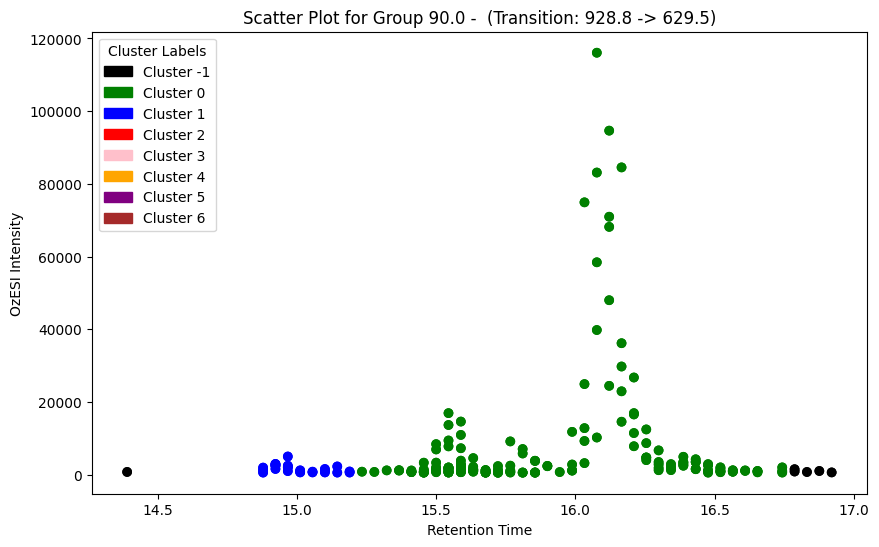 Scatter Plot for Group 90.0 -  (Transition: 928.8 -> 629.5)
Cluster Labels
Cluster -1
Cluster 0
Cluster 1
Cluster 2
Cluster 3
Cluster 4
Cluster 5
Cluster 6
OzESI Intensity
120000
100000
80000
60000
40000
20000
0
14.5 15.0 15.5 16.0 16.5 17.0
Retention Time